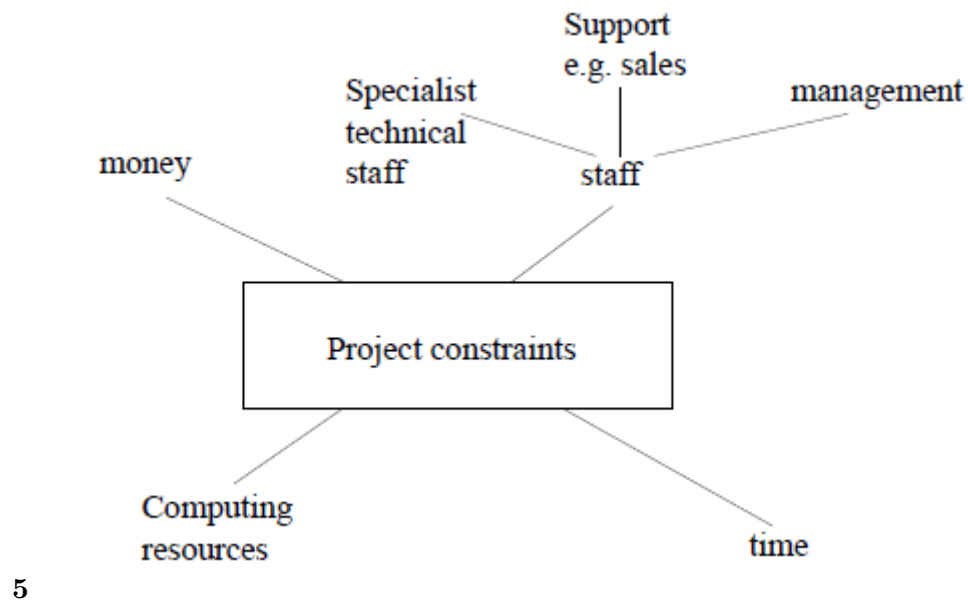 Support
e.g. sales
Specialist
technical
staff
management
money
staff
Project constraints
Computing
resources
time
5